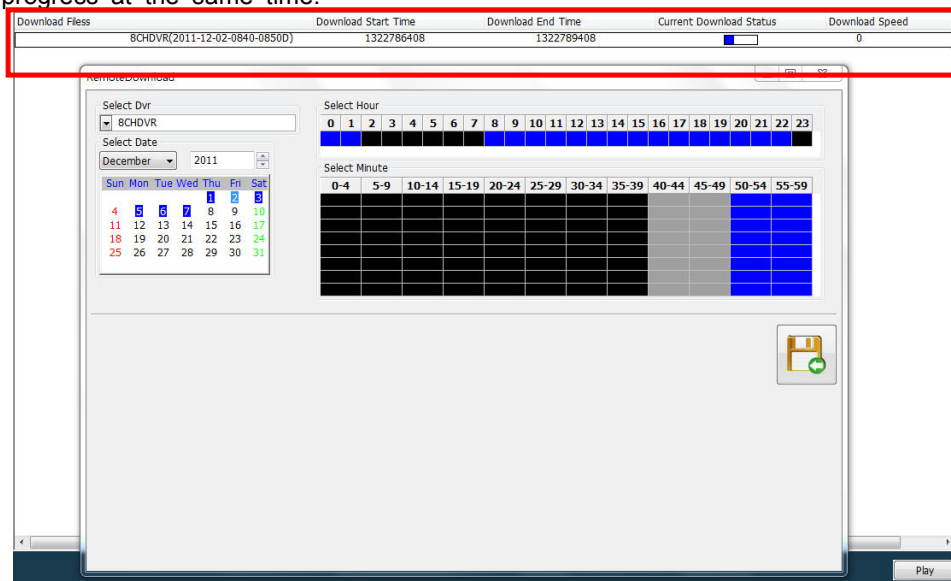 progress at the same time.
Download Filess Download Start Time Download End Time Current Download Status Download Speed
8CHDVR(2011-12-02-0840-0850D) 1322786408 1322789408 0
RemoteDownload
Select Dvr
8CHDVR
Select Date
December 2011
Sun Mon Tue Wed Thu Fri Sat
1 2 3
4 5 6 7 8 9 10
11 12 13 14 15 16 17
18 19 20 21 22 23 24
25 26 27 28 29 30 31
Select Hour
0 1 2 3 4 5 6 7 8 9 10 11 12 13 14 15 16 17 18 19 20 21 22 23
Select Minute
0-4 5-9 10-14 15-19 20-24 25-29 30-34 35-39 40-44 45-49 50-54 55-59
Play